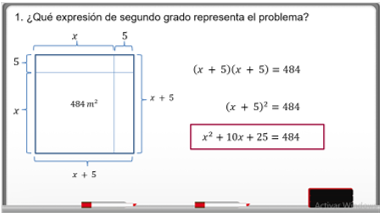 1. ¿Qué expresión de segundo grado representa el problema?
x 5
5
x
484 m²
x + 5
x + 5
(x + 5)(x + 5) = 484
(x + 5)² = 484
x² + 10x + 25 = 484
Activar